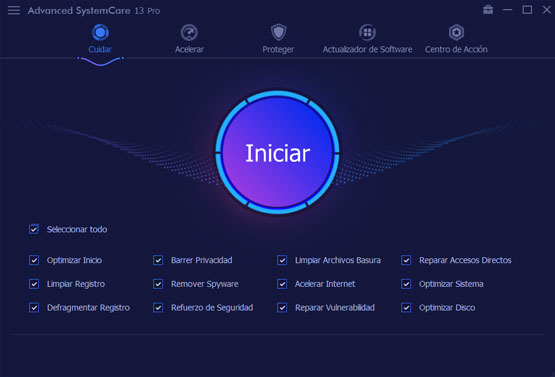 Advanced SystemCare 13 Pro
Cuidar Acelerar Proteger Actualzador de Software Centro de Acción
Iniciar
Seleccionar todo
Optimizar Inicio Barrer Privacidad Limpiar Archivos Basura Reparar Accesos Directos
Limpiar Registro Remover Spyware Acelerar Internet Optimizar Sistema
Defragmentar Registro Refuerzo de Seguridad Reparar Vulnerabilidad Optimizar Disco